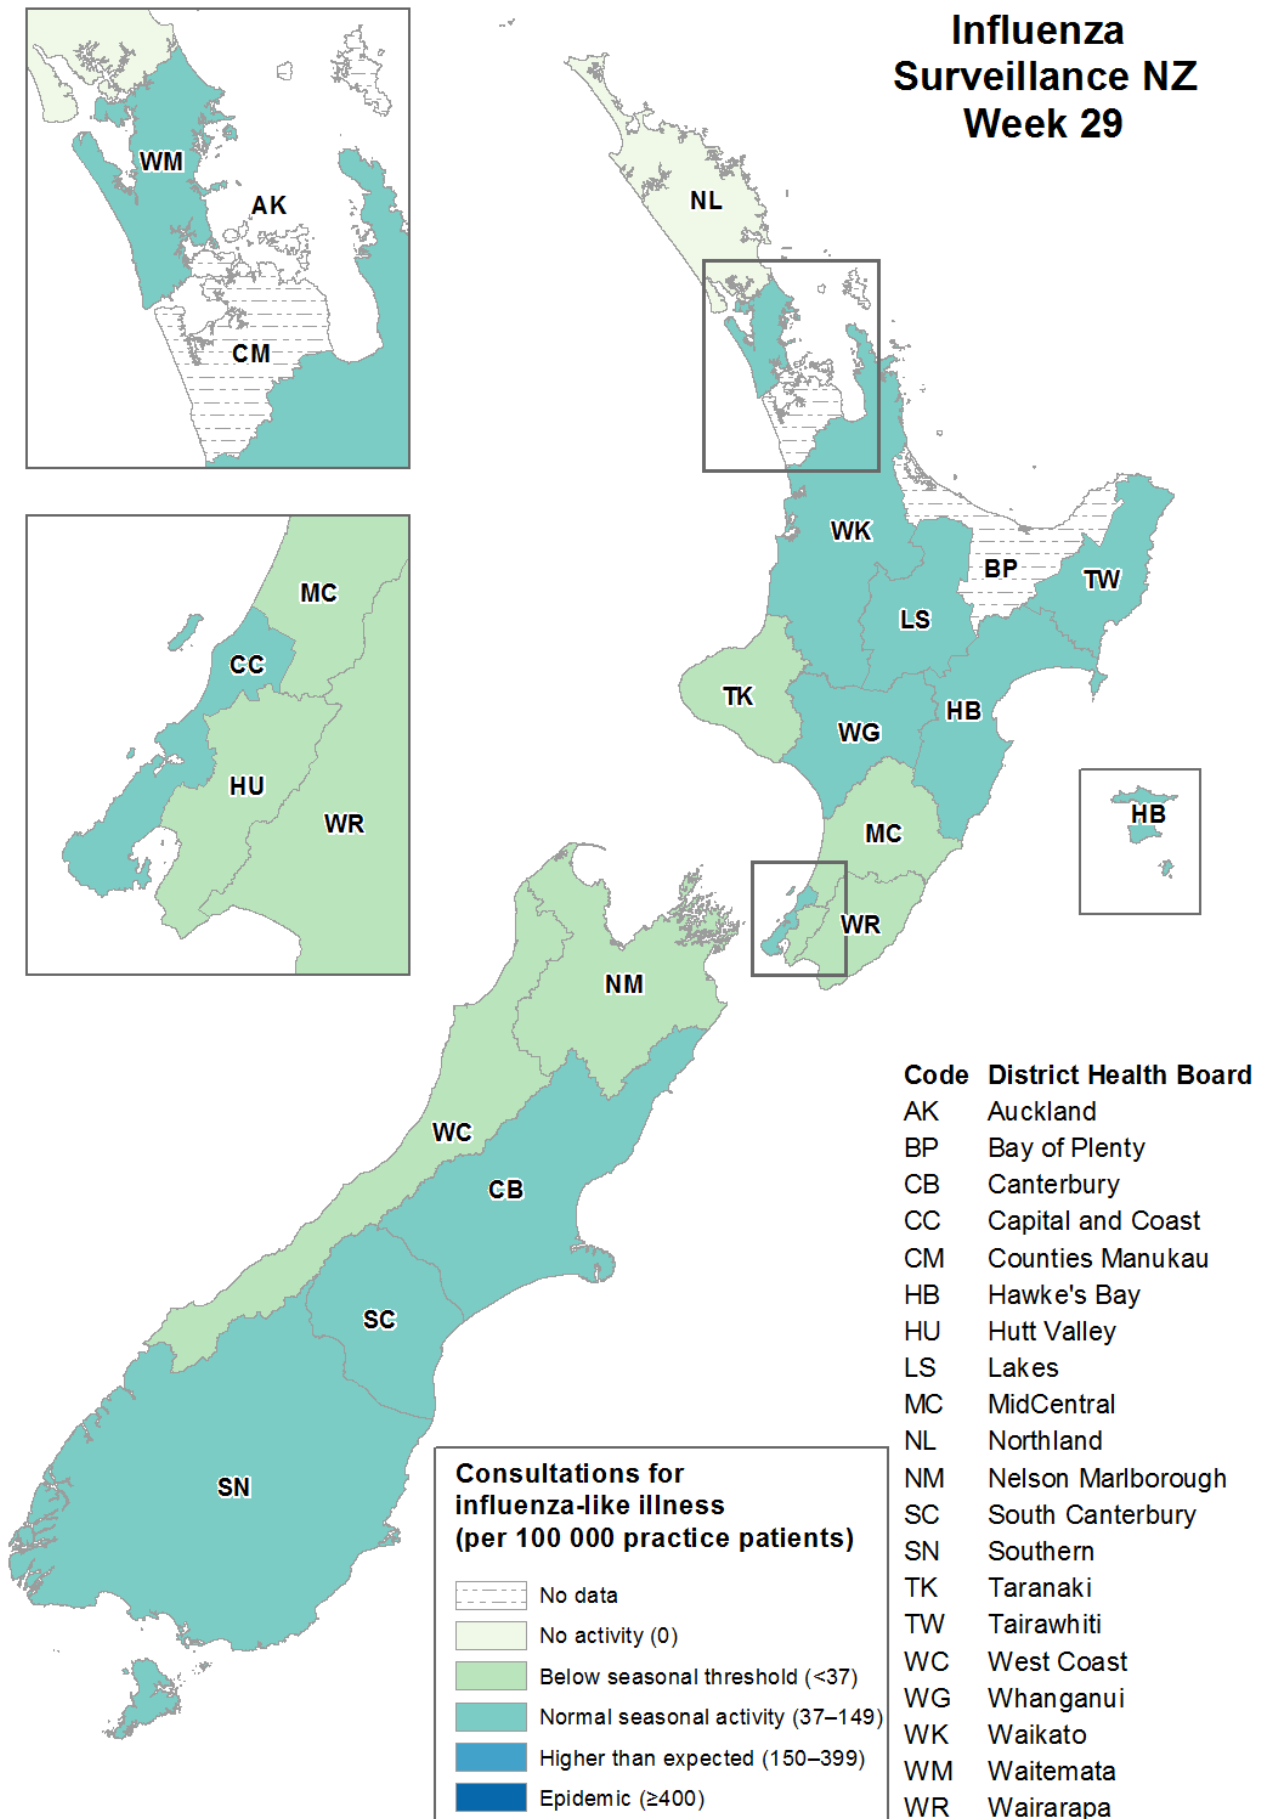 Influenza
Surveillance NZ
Week 29
WM
AK
CM
NL
WK
BP
TW
LS
TK
HB
WG
MC
WR
HB
MC
CC
HU
WR
NM
WC
CB
SC
SN
Code District Health Board
AK Auckland
BP Bay of Plenty
CB Canterbury
CC Capital and Coast
CM Counties Manukau
HB Hawke's Bay
HU Hutt Valley
LS Lakes
MC MidCentral
NL Northland
NM Nelson Marlborough
SC South Canterbury
SN Southern
TK Taranaki
TW Tairawhiti
WC West Coast
WG Whanganui
WK Waikato
WM Waitemata
WR Wairarapa
Consultations for
influenza-like illness
(per 100 000 practice patients)
No data
No activity (0)
Below seasonal threshold (<37)
Normal seasonal activity (37–149)
Higher than expected (150–399)
Epidemic (≥400)